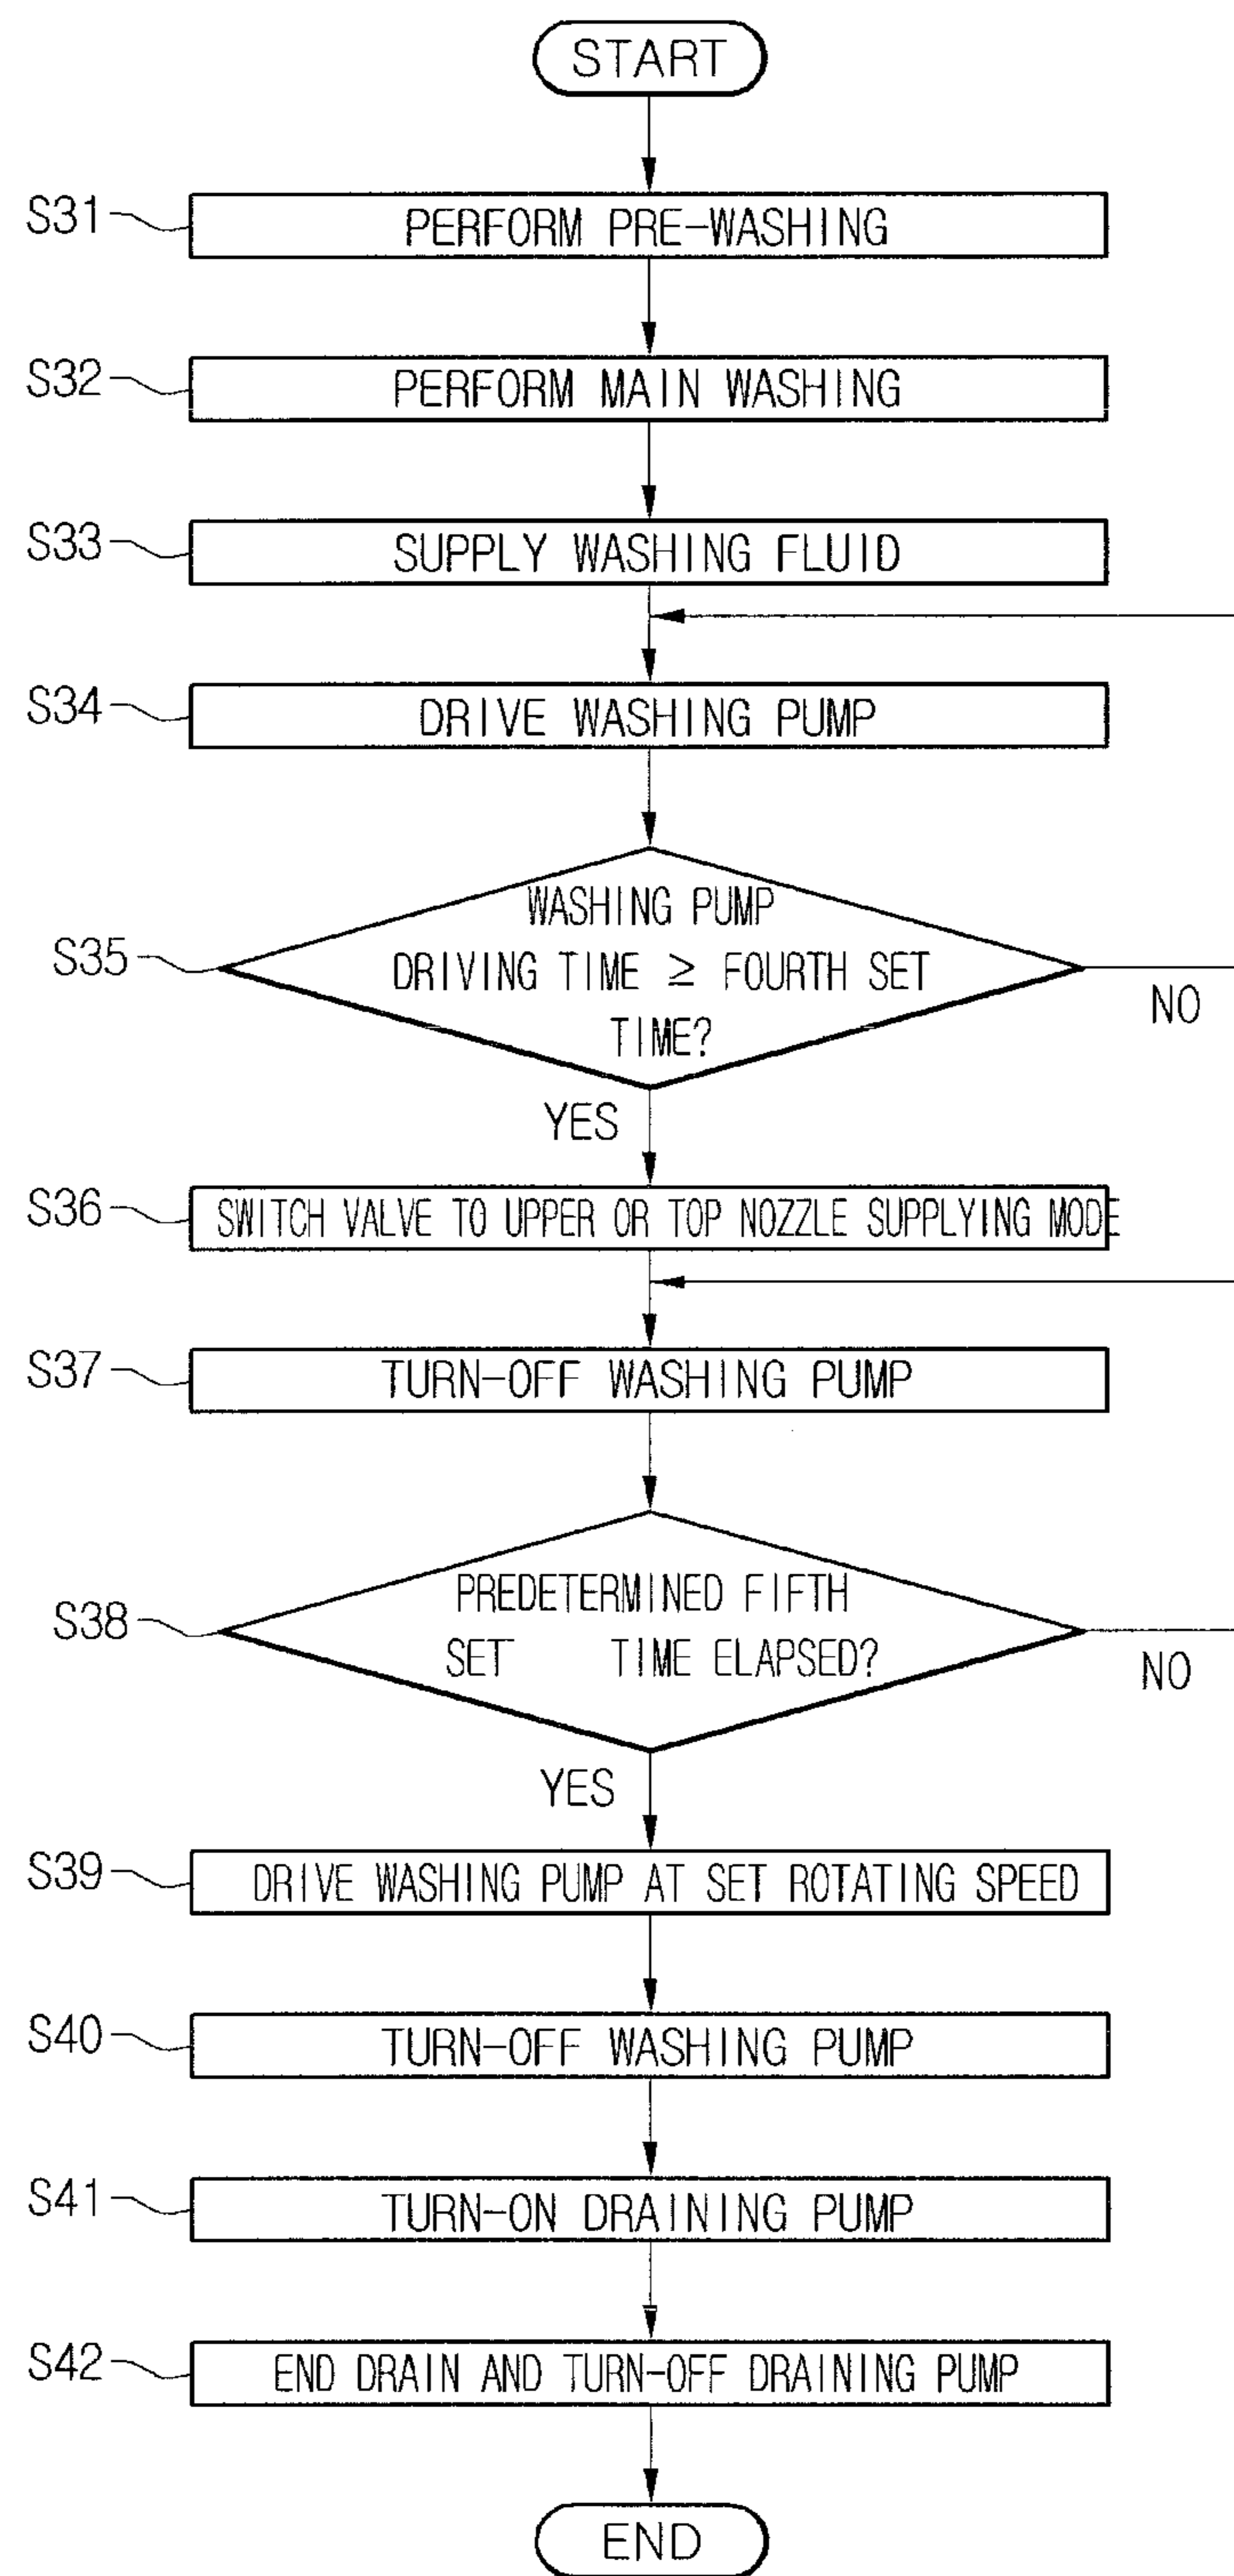 START
S31
PERFORM PRE-WASHING
S32
PERFORM MAIN WASHING
S33
SUPPLY WASHING FLUID
S34
DRIVE WASHING PUMP
S35
WASHING PUMP
DRIVING TIME ≥ FOURTH SET
TIME?
NO
YES
S36
SWITCH VALVE TO UPPER OR TOP NOZZLE SUPPLYING MODE
S37
TURN-OFF WASHING PUMP
S38
PREDETERMINED FIFTH
SET TIME ELAPSED?
NO
YES
S39
DRIVE WASHING PUMP AT SET ROTATING SPEED
S40
TURN-OFF WASHING PUMP
S41
TURN-ON DRAINING PUMP
S42
END DRAIN AND TURN-OFF DRAINING PUMP
END